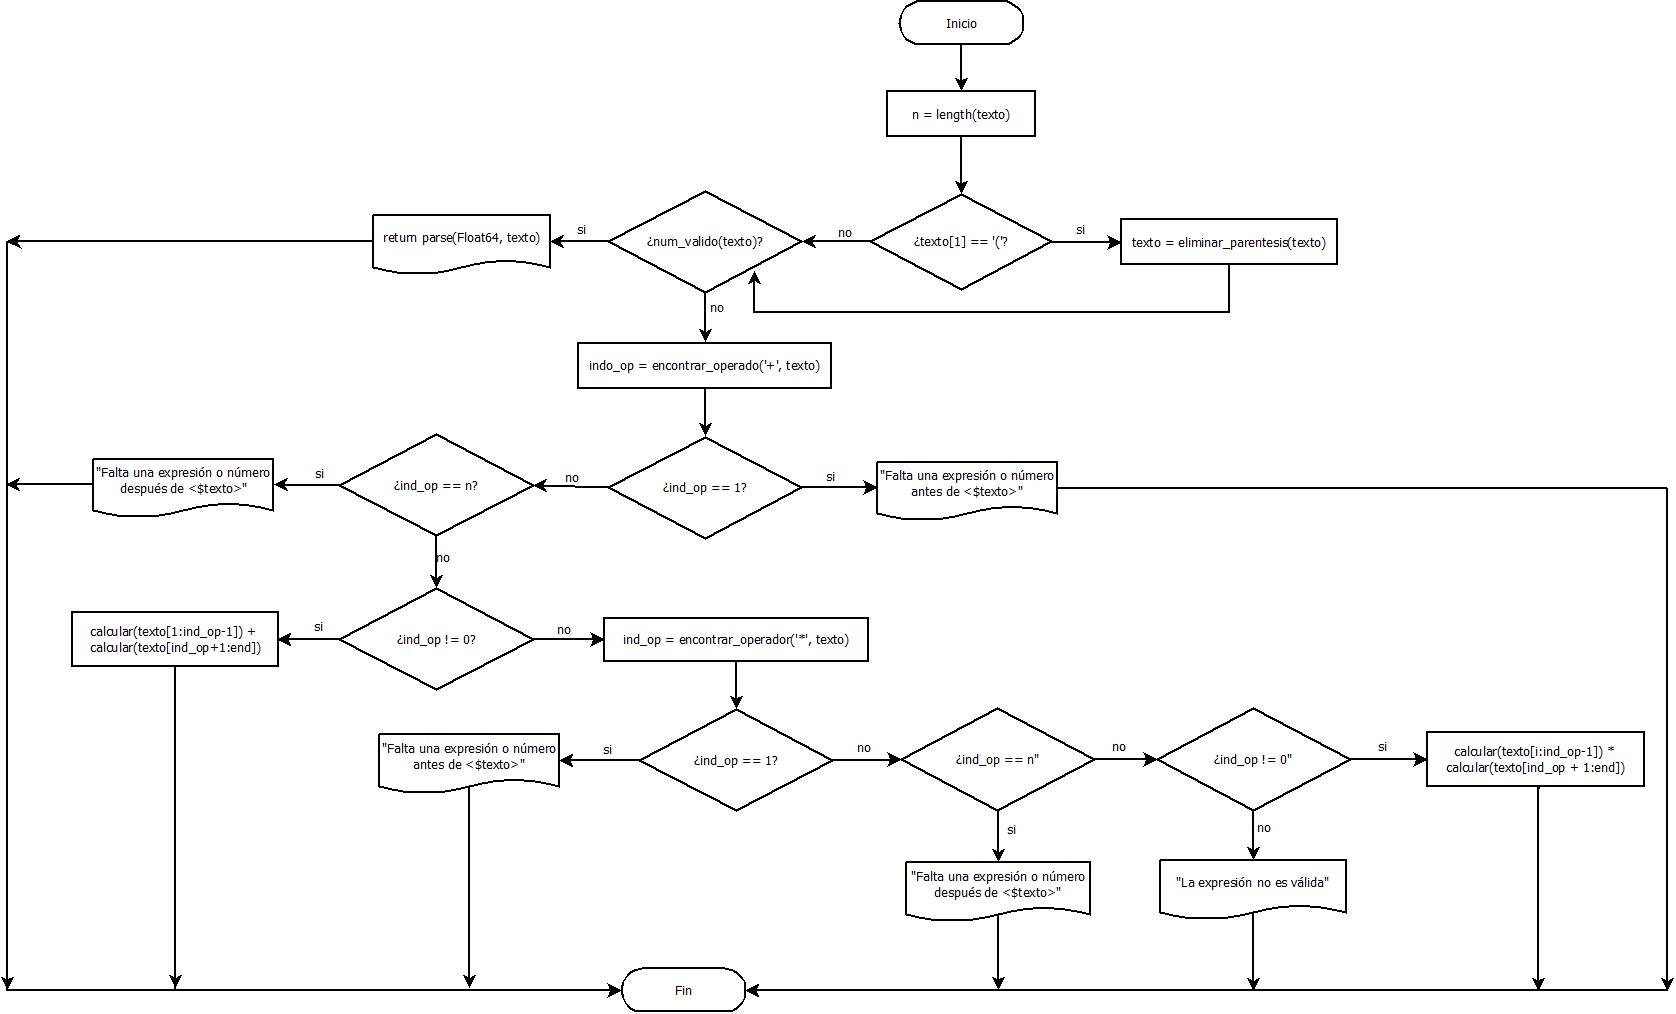 Inicio
n = length(texto)
¿texto[1] == '('?
si
texto = eliminar_parentesis(texto)
no
¿num_valido(texto)?
si
return parse(Float64, texto)
no
indo_op = encontrar_operado('+', texto)
¿ind_op == 1?
si
"Falta una expresión o número
antes de <$texto>"
no
¿ind_op == n?
si
"Falta una expresión o número
después de <$texto>"
no
¿ind_op != 0?
si
calcular(texto[1:ind_op-1]) +
calcular(texto[ind_op+1:end])
no
ind_op = encontrar_operador('*', texto)
¿ind_op == 1?
si
"Falta una expresión o número
antes de <$texto>"
no
¿ind_op == n"
si
"Falta una expresión o número
después de <$texto>"
no
¿ind_op != 0"
si
calcular(texto[i:ind_op-1]) *
calcular(texto[ind_op + 1:end])
no
"La expresión no es válida"
Fin